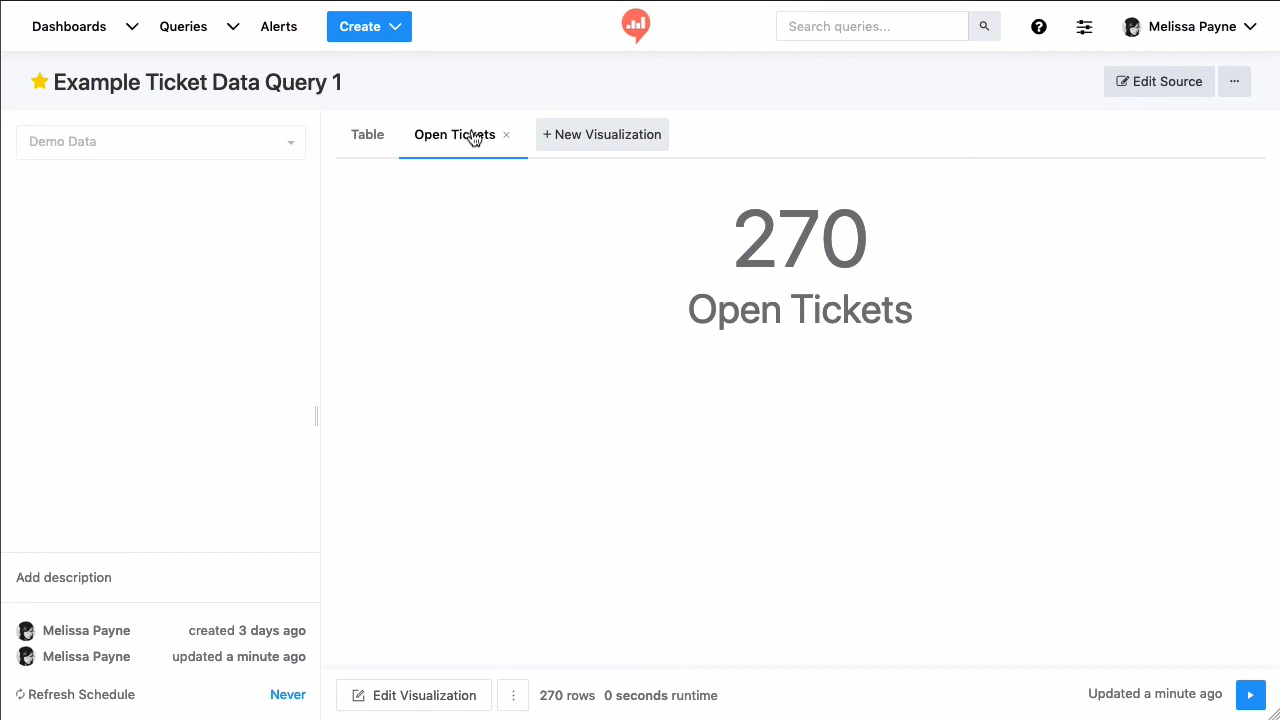 Dashboards Queries Alerts Create Search queries... Melissa Payne
Example Ticket Data Query 1 Edit Source ...
Demo Data
Table Open Tickets × + New Visualization
270
Open Tickets
Add description
Melissa Payne created 3 days ago
Melissa Payne updated a minute ago
Refresh Schedule Never
Edit Visualization 270 rows 0 seconds runtime Updated a minute ago